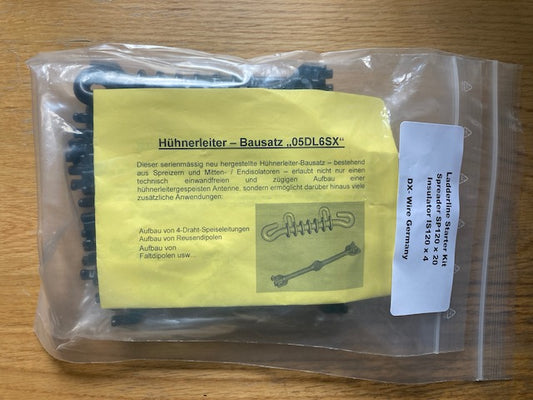 Hühnerleiter – Bausatz „05DL6SX“
Dieser serienmässig neu hergestellte Hühnerleiter-Bausatz – bestehend
aus Spreizern und Mitten- / Endisolatoren – erlaubt nicht nur einen
technisch einwandfreien und zügigen Aufbau einer
hühnerleitergespeisten Antenne, sondern ermöglicht darüber hinaus viele
zusätzliche Anwendungen:
Aufbau von 4-Draht-Speiseleitungen
Aufbau von Reusendipolen
Aufbau von
Faltdipolen usw...
Ladderline Starter Kit
Spreader SP120 x 20
Insulator IS120 x 4
DX- Wire Germany